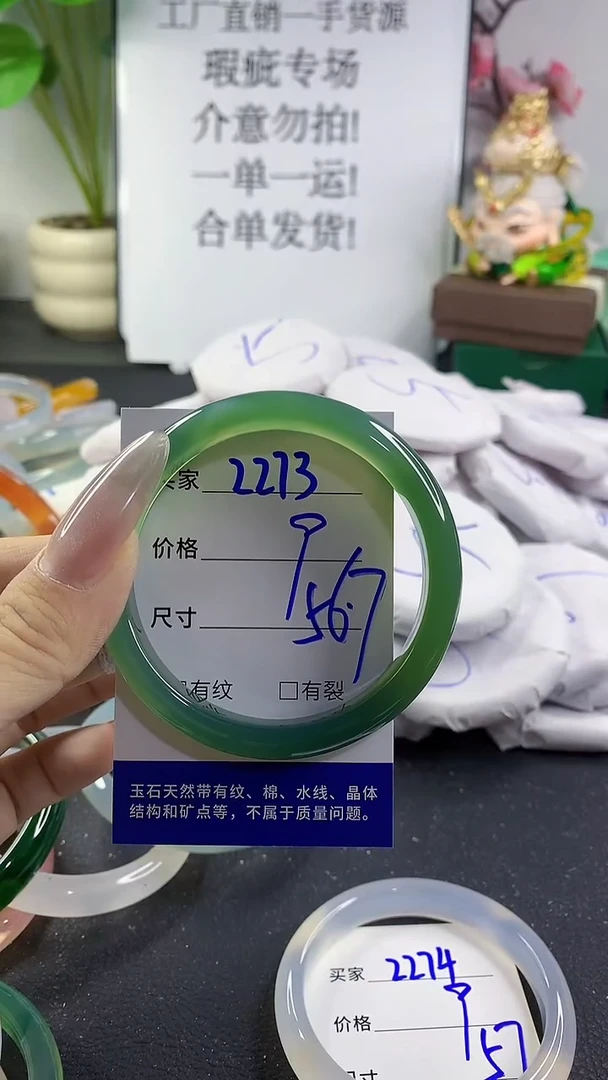 工厂直销一手货源
瑕疵专场
介意勿拍!
一单一运!
合单发货!
买家 2273
价格
尺寸 56.7
有纹 □有裂
玉石天然带有纹、棉、水线、晶体
结构和矿点等，不属于质量问题。
买家 2274
价格
57